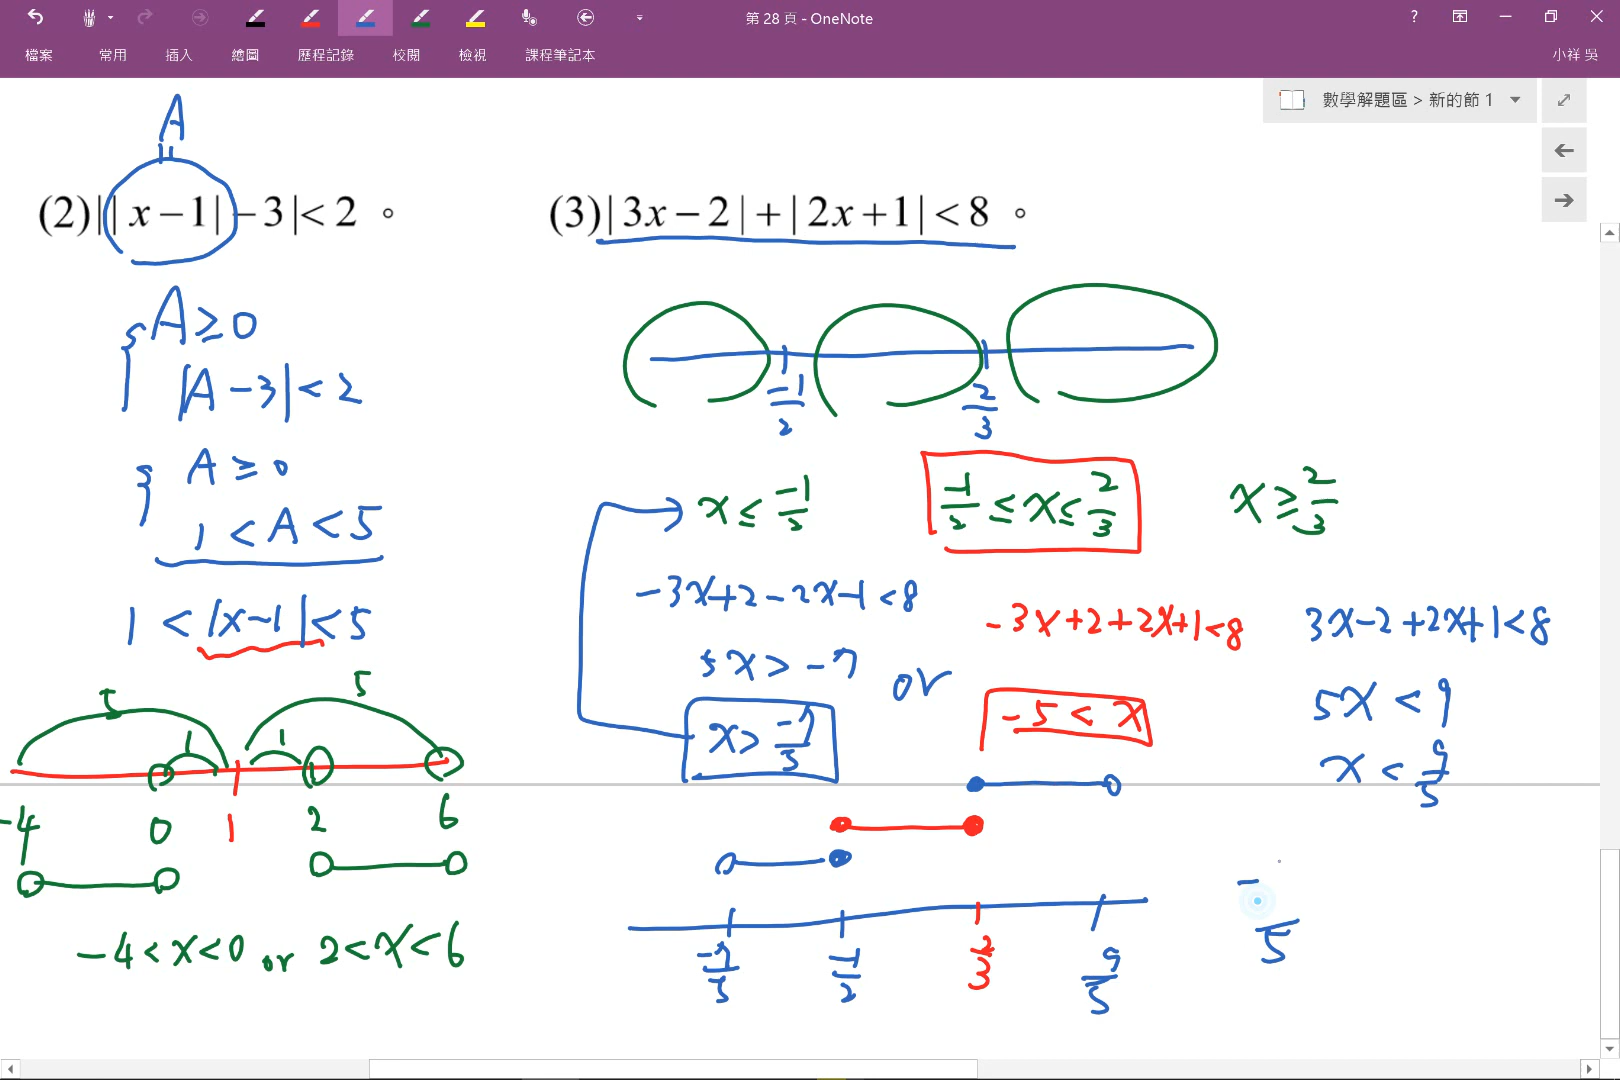 第 28 頁 - OneNote
?
檔案 常用 插入 繪圖 歷程記錄 校閱 檢視 課程筆記本
小祥 吳
數學解題區 > 新的節 1
A
(2)||x-1|-3|<2 。
(3)|3x-2|+|2x+1|<8 。
A≥0
|A-3|<2
A≥0
1<A<5
1<|x-1|<5
5 1 1 5
-4 0 1 2 6
-4<x<0 or 2<x<6
-1/2 2/3
x≤-1/2
-1/2≤x≤2/3
x≥2/3
-3x+2-2x-1<8
5x>-7
x>-7/5
or
-3x+2+2x+1<8
-5<x
3x-2+2x+1<8
5x<9
x<9/5
-7/5 -1/2 2/3 9/5
-/5